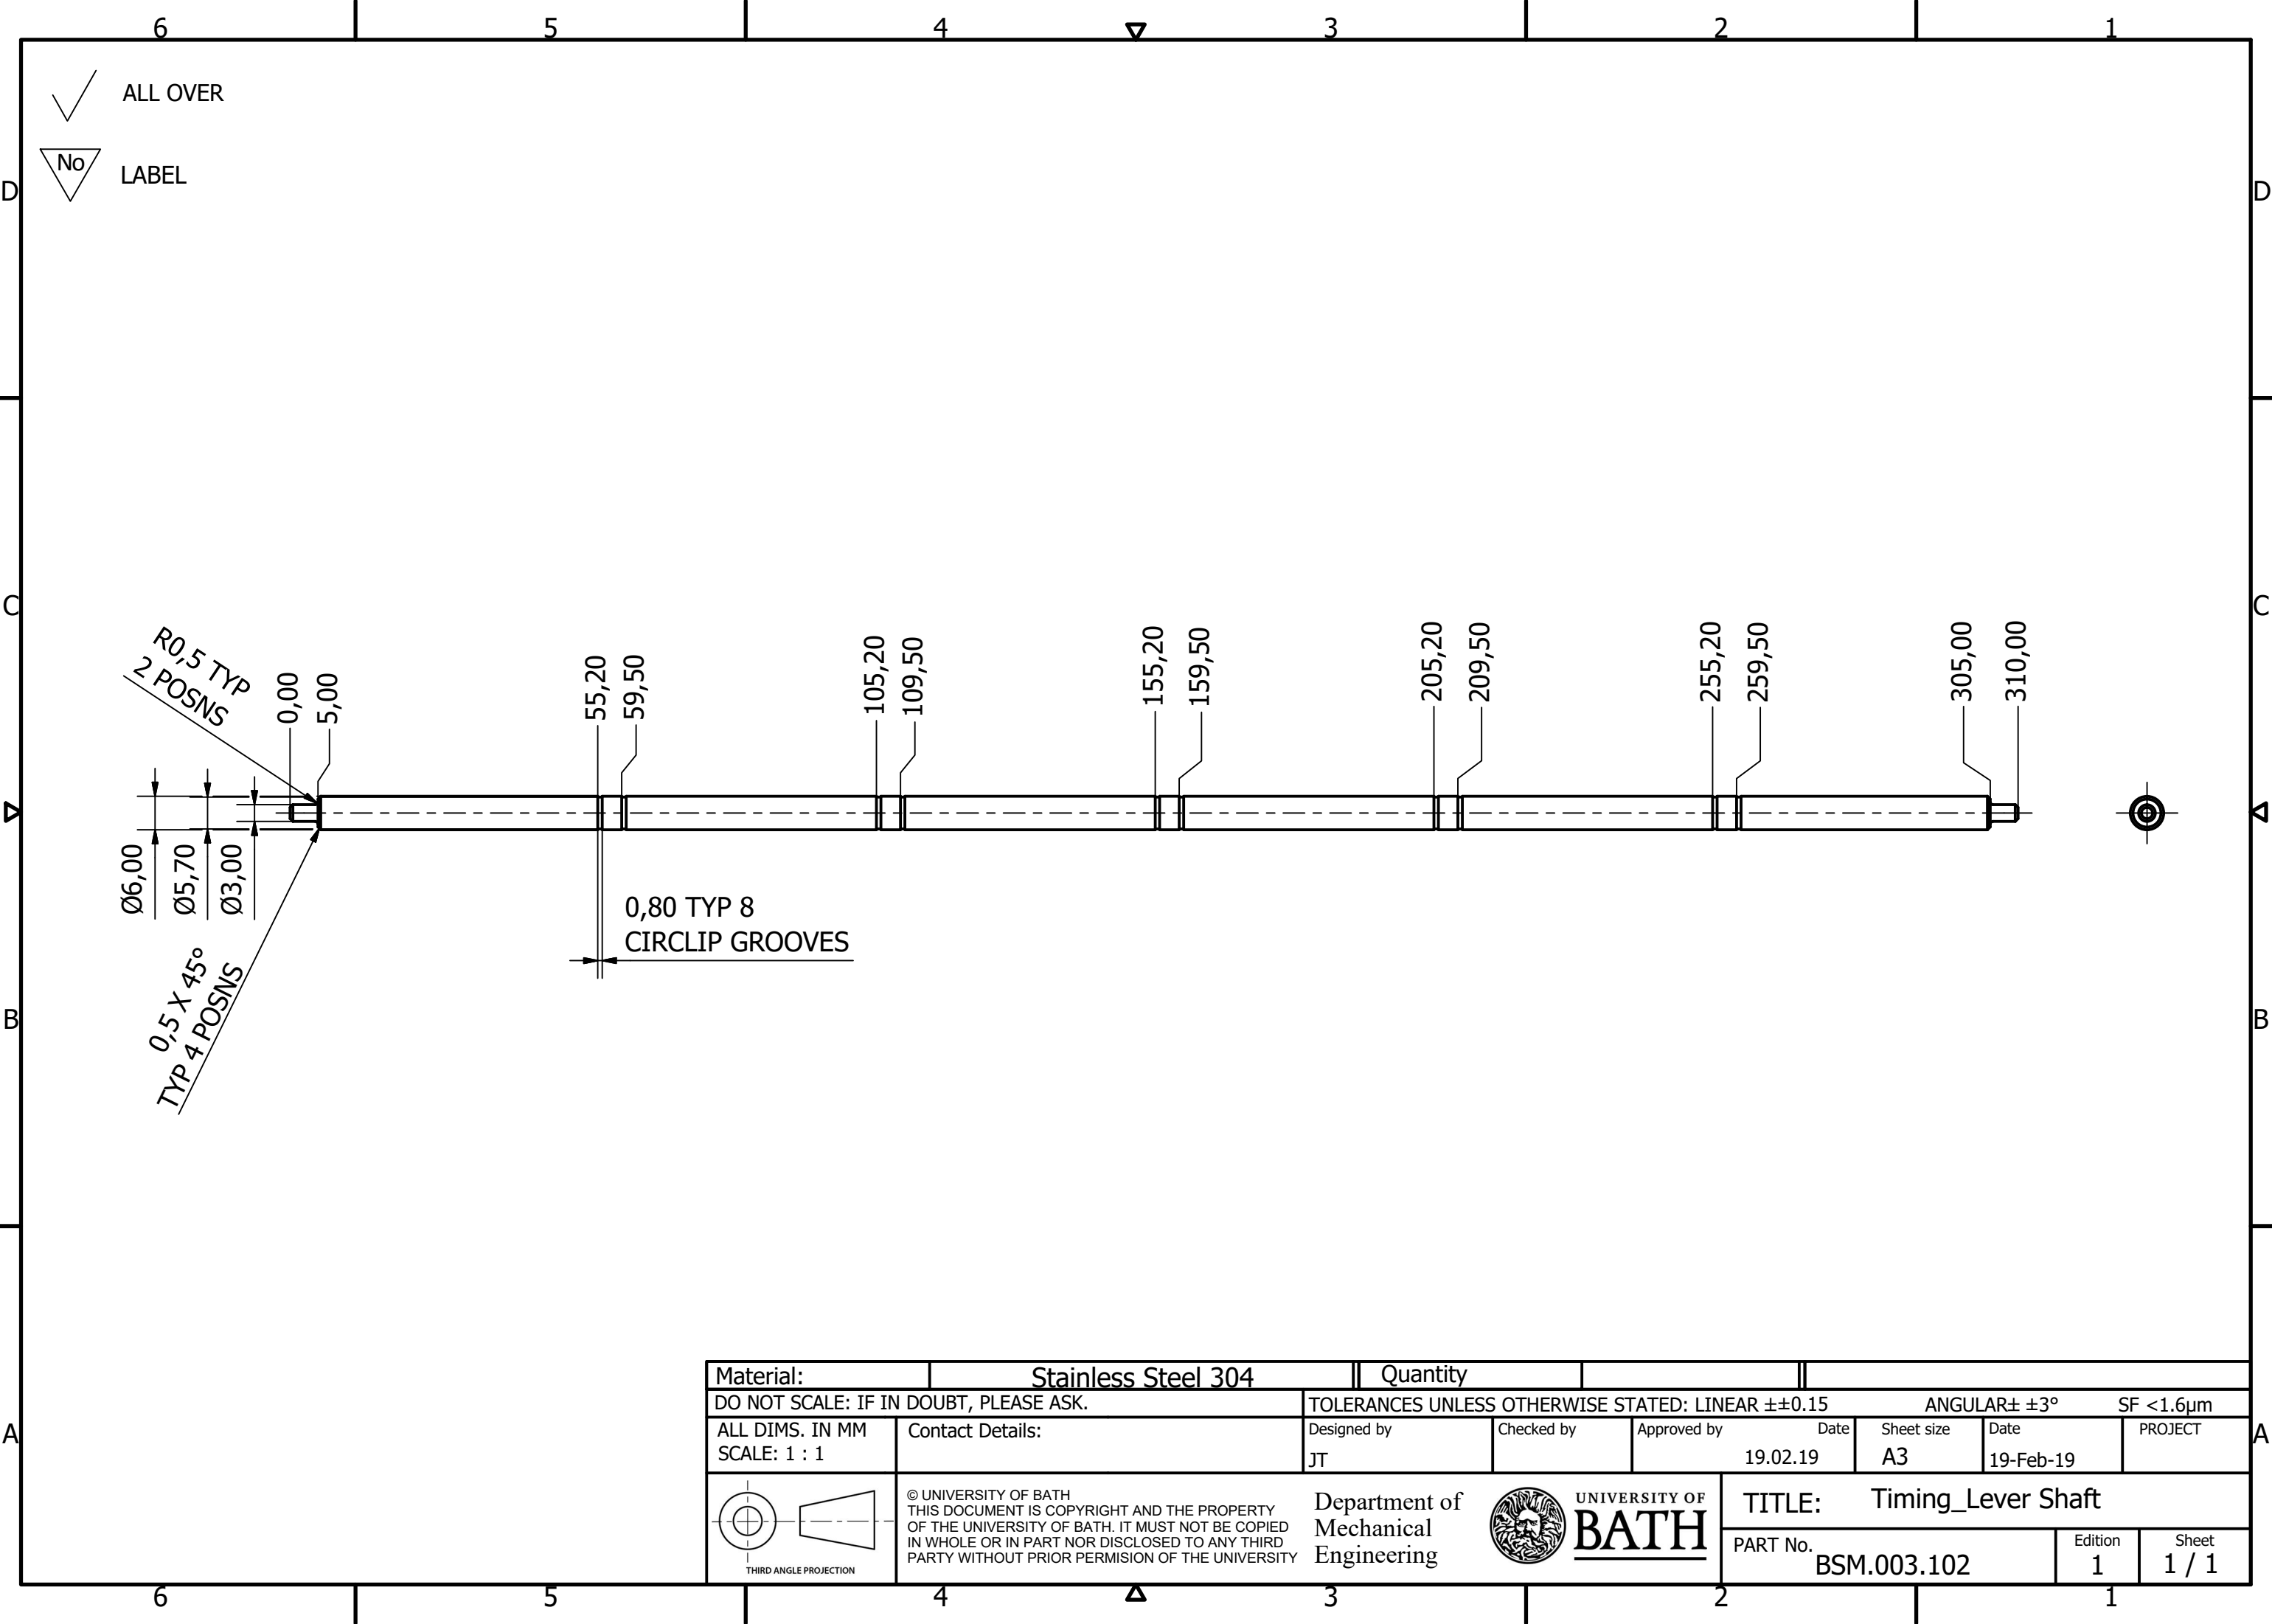 6 5 4 3 2 1
ALL OVER
No
LABEL
D D
C C
R0,5 TYP
2 POSNS
0,00
5,00
55,20
59,50
105,20
109,50
155,20
159,50
205,20
209,50
255,20
259,50
305,00
310,00
Ø6,00
Ø5,70
Ø3,00
0,80 TYP 8
CIRCLIP GROOVES
0,5 X 45°
TYP 4 POSNS
B B
A A
Material: Stainless Steel 304 Quantity
DO NOT SCALE: IF IN DOUBT, PLEASE ASK. TOLERANCES UNLESS OTHERWISE STATED: LINEAR ±±0.15 ANGULAR± ±3° SF <1.6µm
ALL DIMS. IN MM
SCALE: 1 : 1
Contact Details:
Designed by
JT
Checked by
Approved by Date
19.02.19
Sheet size
A3
Date
19-Feb-19
PROJECT
THIRD ANGLE PROJECTION
© UNIVERSITY OF BATH
THIS DOCUMENT IS COPYRIGHT AND THE PROPERTY
OF THE UNIVERSITY OF BATH. IT MUST NOT BE COPIED
IN WHOLE OR IN PART NOR DISCLOSED TO ANY THIRD
PARTY WITHOUT PRIOR PERMISION OF THE UNIVERSITY
Department of
Mechanical
Engineering
UNIVERSITY OF
BATH
TITLE: Timing_Lever Shaft
PART No. BSM.003.102
Edition
1
Sheet
1 / 1
6 5 4 3 2 1